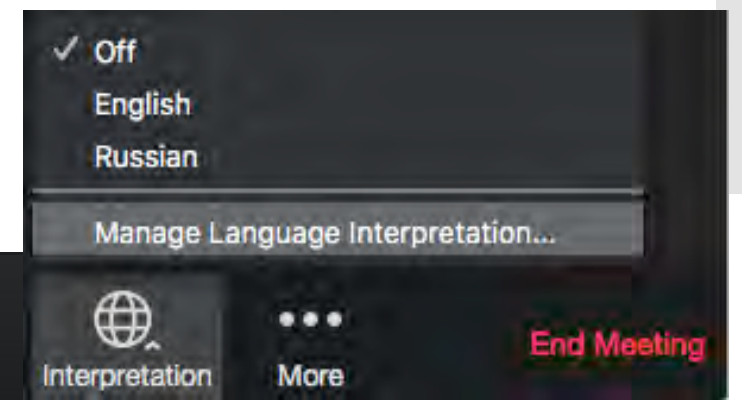 ✓ Off
English
Russian
Manage Language Interpretation...
Interpretation
More
End Meeting